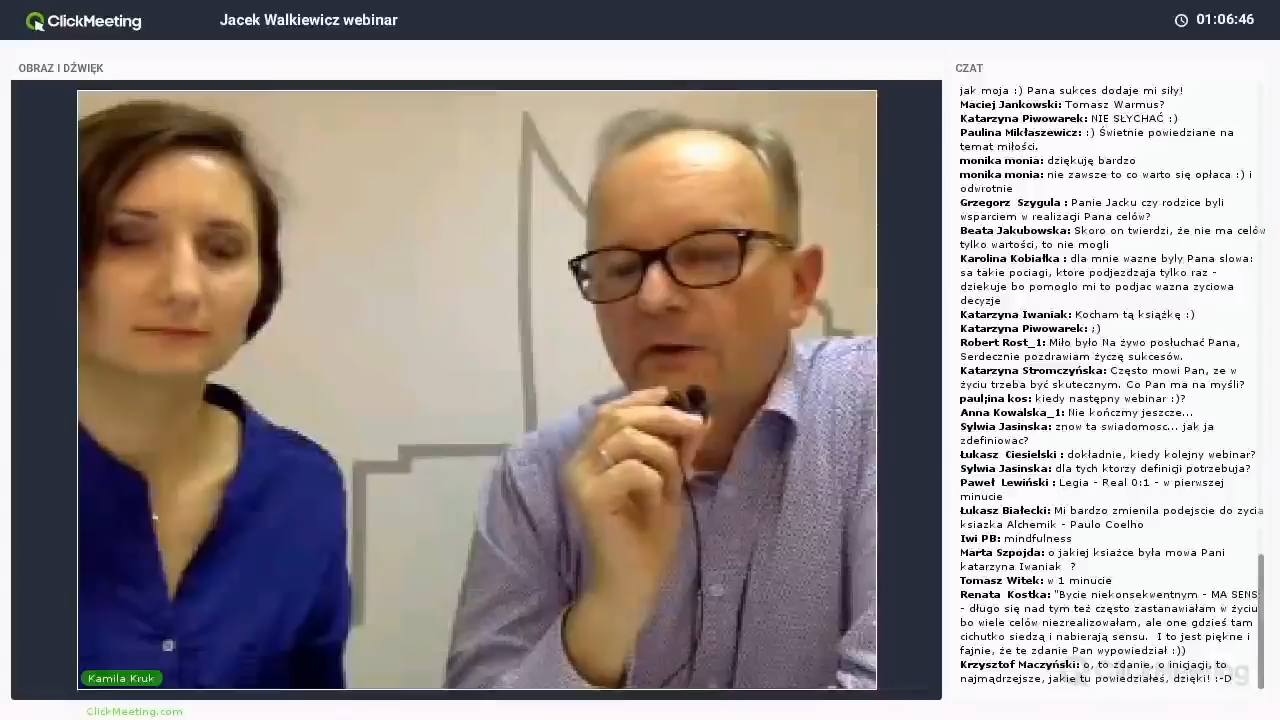 ClickMeeting
Jacek Walkiewicz webinar
01:06:46
OBRAZ I DŹWIĘK
CZAT
jak moja :) Pana sukces dodaje mi siły!
Maciej Jankowski: Tomasz Warmus?
Katarzyna Piwowarek: NIE SŁYCHAĆ :)
Paulina Mikłaszewicz: :) Świetnie powiedziane na
temat miłości.
monika monia: dziękuję bardzo
monika monia: nie zawsze to co warto się opłaca :) i
odwrotnie
Grzegorz Szygula : Panie Jacku czy rodzice byli
wsparciem w realizagi Pana celów?
Beata Jakubowska: Skoro on twierdzi, że nie ma celów
tylko wartości, to nie mogli
Karolina Kobiałka : dla mnie wazne byly Pana slowa:
sa takie pociagi, ktore podjezdzaja tylko raz -
dziekuje bo pomoglo mi to podjac wazna zyciowa
decyzje
Katarzyna Iwaniak: Kocham tą książkę :)
Katarzyna Piwowarek: ;)
Robert Rost_1: Miło było Na żywo posłuchać Pana,
Serdecznie pozdrawiam życzę sukcesów.
Katarzyna Stromczyńska: Często mowi Pan, ze w
życiu trzeba być skutecznym. Co Pan ma na myśli?
paul;ina kos: kiedy następny webinar :)?
Anna Kowalska_1: Nie kończmy jeszcze...
Sylwia Jasinska: znow ta swiadomosc... jak ja
zdefiniowac?
Łukasz Ciesielski : dokładnie, kiedy kolejny webinar?
Sylwia Jasinska: dla tych ktorzy definigi potrzebuja?
Paweł Lewiński : Legia - Real 0:1 - w pierwszej
minucie
Łukasz Białecki: Mi bardzo zmienila podejscie do zycia
ksiazka Alchemik - Paulo Coelho
Iwi PB: mindfulness
Marta Szpojda: o jakiej ksiażce była mowa Pani
katarzyna Iwaniak ?
Tomasz Witek: w 1 minucie
Renata Kostka: "Bycie niekonsekwentnym - MA SENS
- długo się nad tym też często zastanawiałam w życiu
bo wiele celów niezrealizowałam, ale one gdzieś tam
cichutko siedzą i nabierają sensu. I to jest piękne i
fajnie, że te zdanie Pan wypowiedział :))
Krzysztof Maczyński: o, to zdanie, o inigagi, to
najmądrzejsze, jakie tu powiedziałeś, dzięki! :-D
Kamila Kruk
ClickMeeting.com